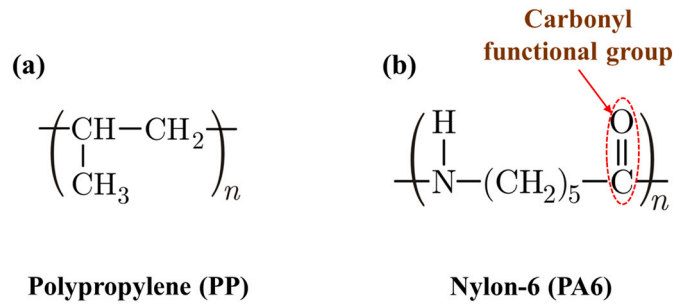 Carbonyl
functional group
(a)
(b)
CH—CH₂
CH₃
n
H
O
N—(CH₂)₅—C
n
Polypropylene (PP)
Nylon-6 (PA6)